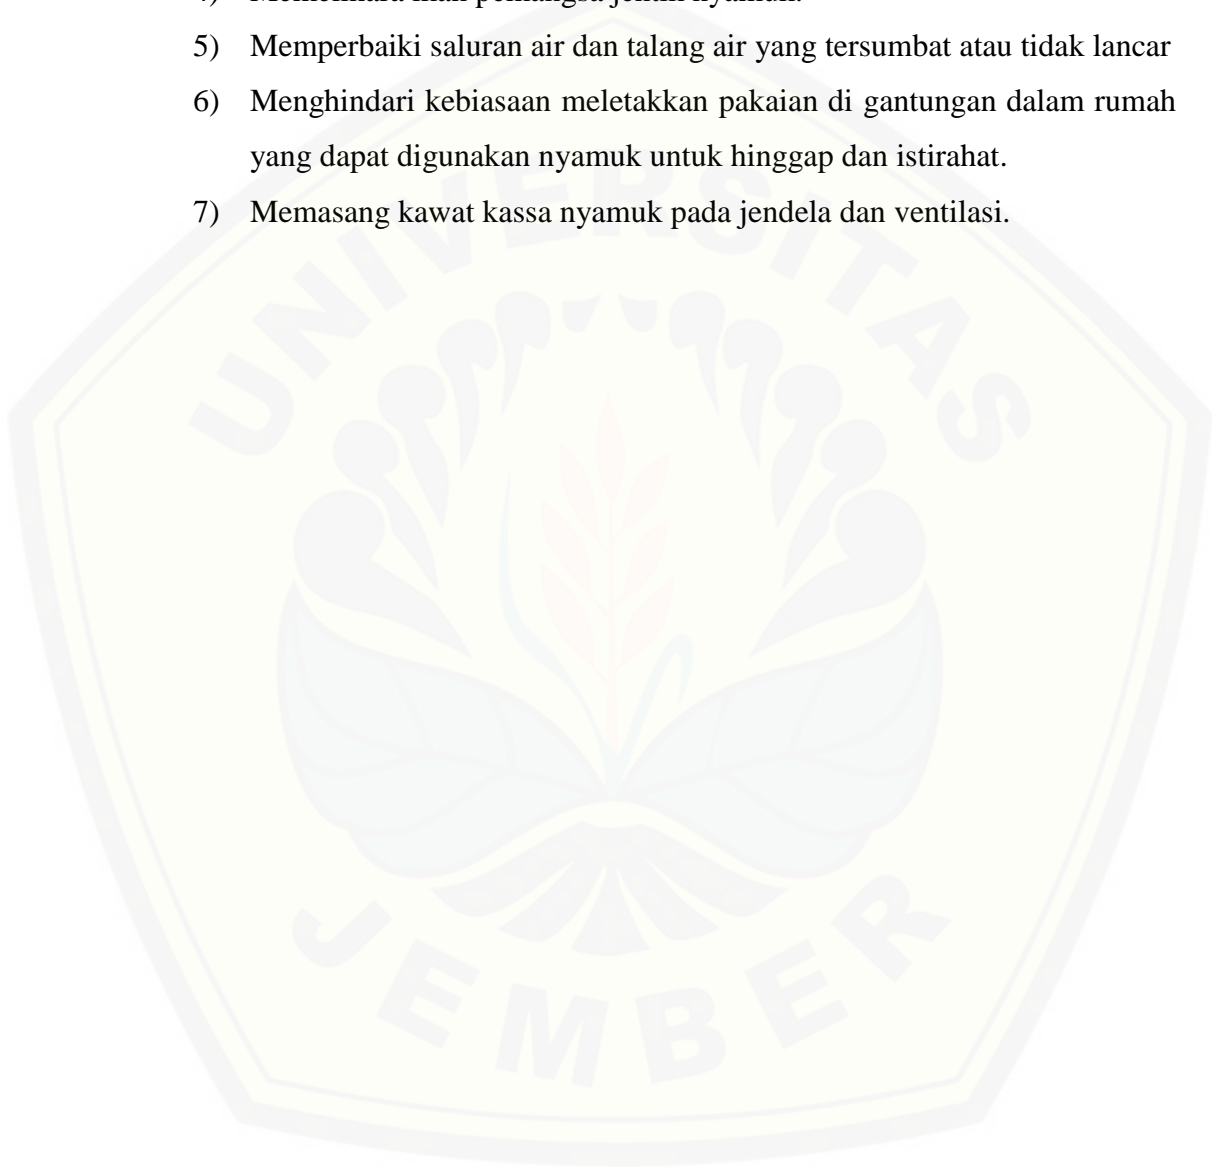 5) Memperbaiki saluran air dan talang air yang tersumbat atau tidak lancar
6) Menghindari kebiasaan meletakkan pakaian di gantungan dalam rumah
yang dapat digunakan nyamuk untuk hinggap dan istirahat.
7) Memasang kawat kassa nyamuk pada jendela dan ventilasi.
UNIVERSITAS
JEMBER